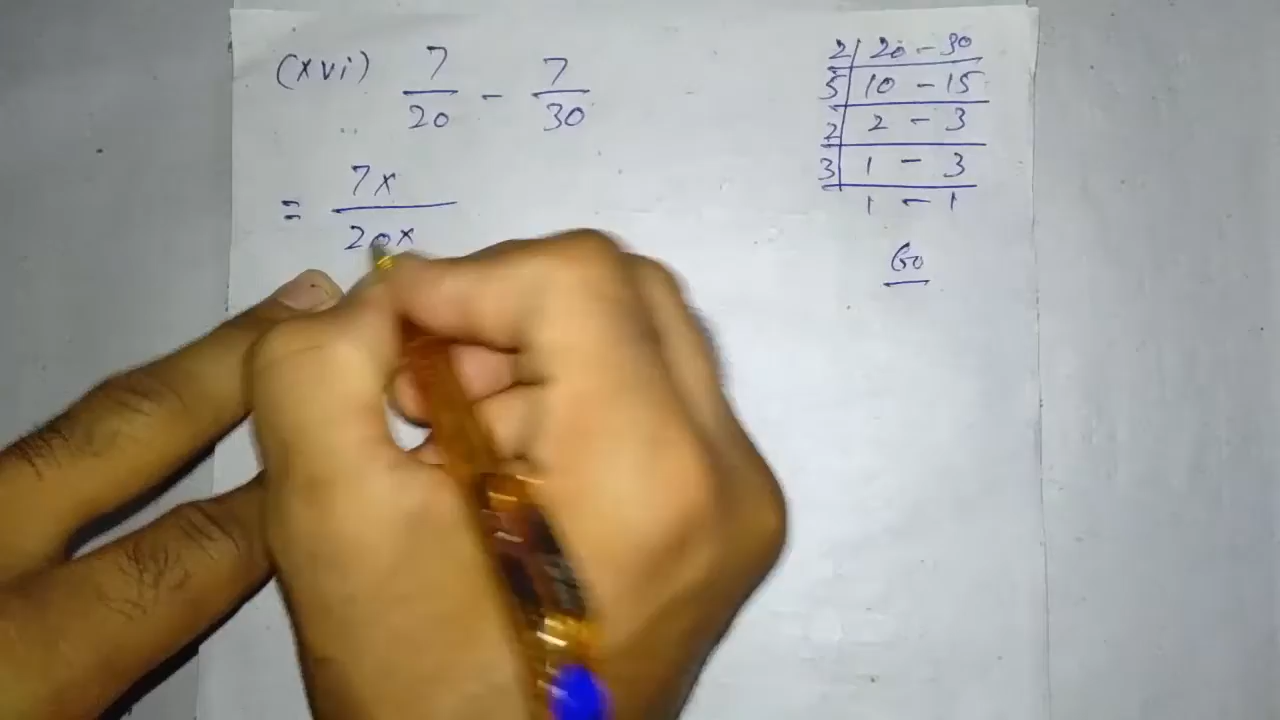 (xvi) 7/20 - 7/30
= 7x/20x
2 | 20 - 30
5 | 10 - 15
2 | 2 - 3
3 | 1 - 3
1 - 1
60